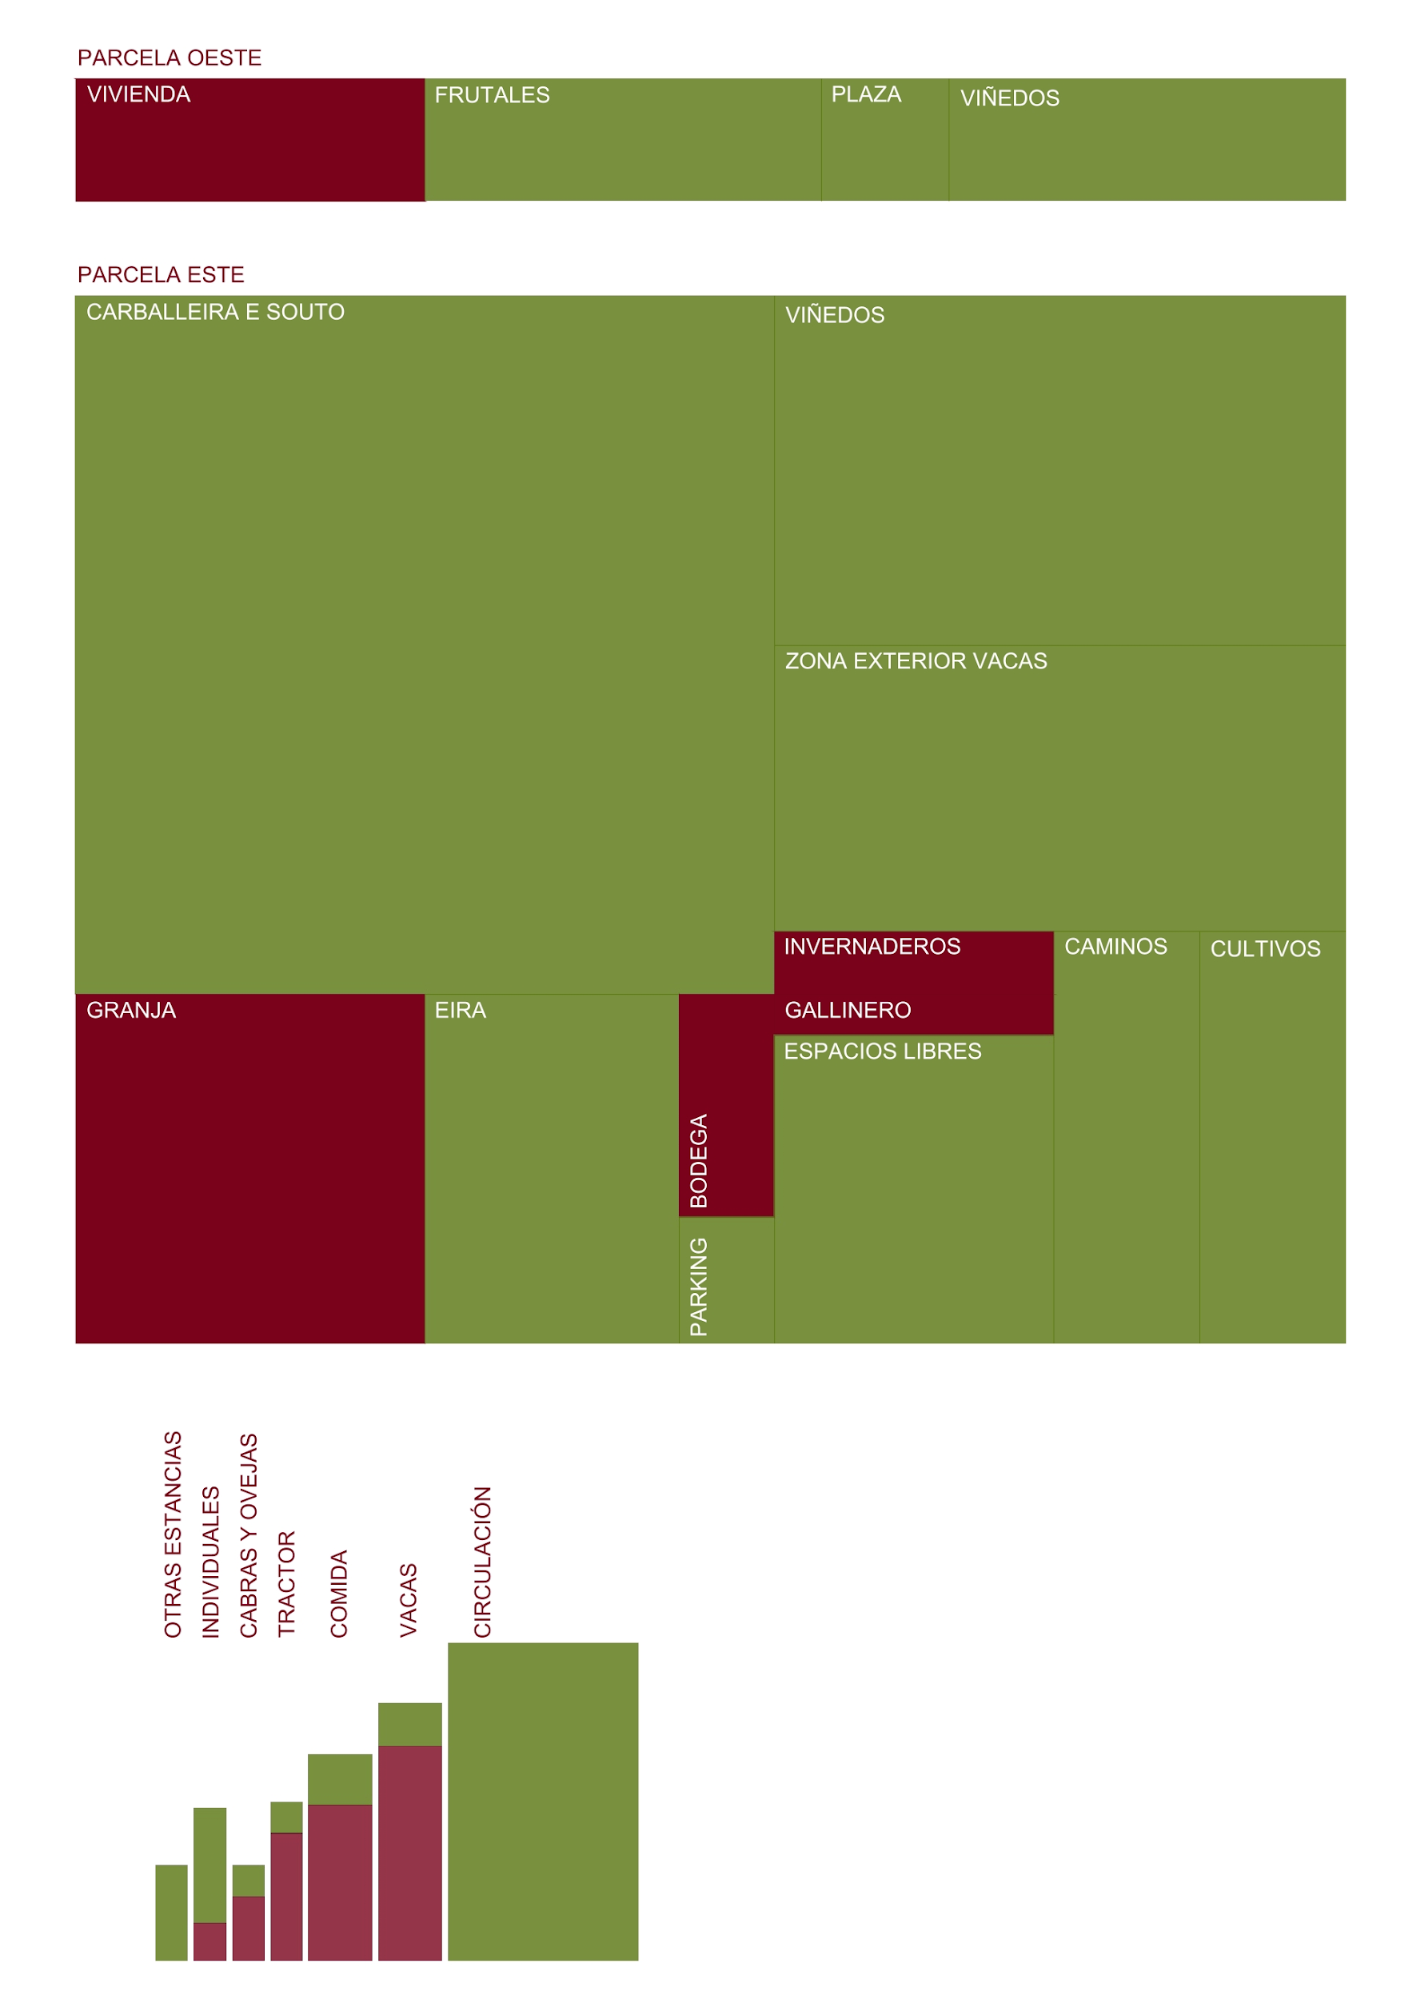 PARCELA OESTE
VIVIENDA
FRUTALES
PLAZA
VIÑEDOS
PARCELA ESTE
CARBALLEIRA E SOUTO
VIÑEDOS
ZONA EXTERIOR VACAS
INVERNADEROS
CAMINOS
CULTIVOS
GRANJA
EIRA
BODEGA
PARKING
GALLINERO
ESPACIOS LIBRES
OTRAS ESTANCIAS
INDIVIDUALES
CABRAS Y OVEJAS
TRACTOR
COMIDA
VACAS
CIRCULACIÓN